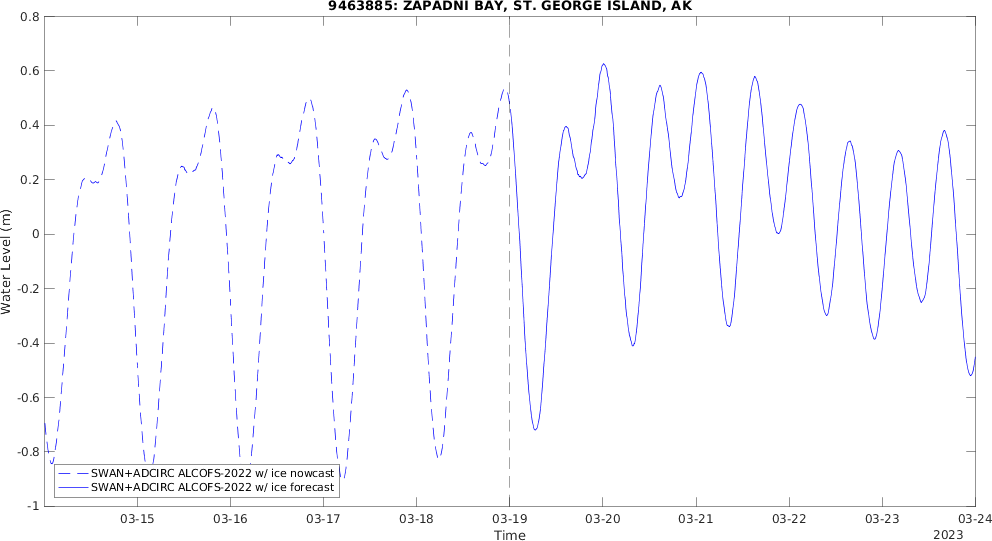 9463885: ZAPADNI BAY, ST. GEORGE ISLAND, AK
0.8
0.6
0.4
0.2
0
-0.2
-0.4
-0.6
-0.8
-1
Water Level (m)
SWAN+ADCIRC ALCOFS-2022 w/ ice nowcast
SWAN+ADCIRC ALCOFS-2022 w/ ice forecast
03-15 03-16 03-17 03-18 03-19 03-20 03-21 03-22 03-23 03-24
Time
2023